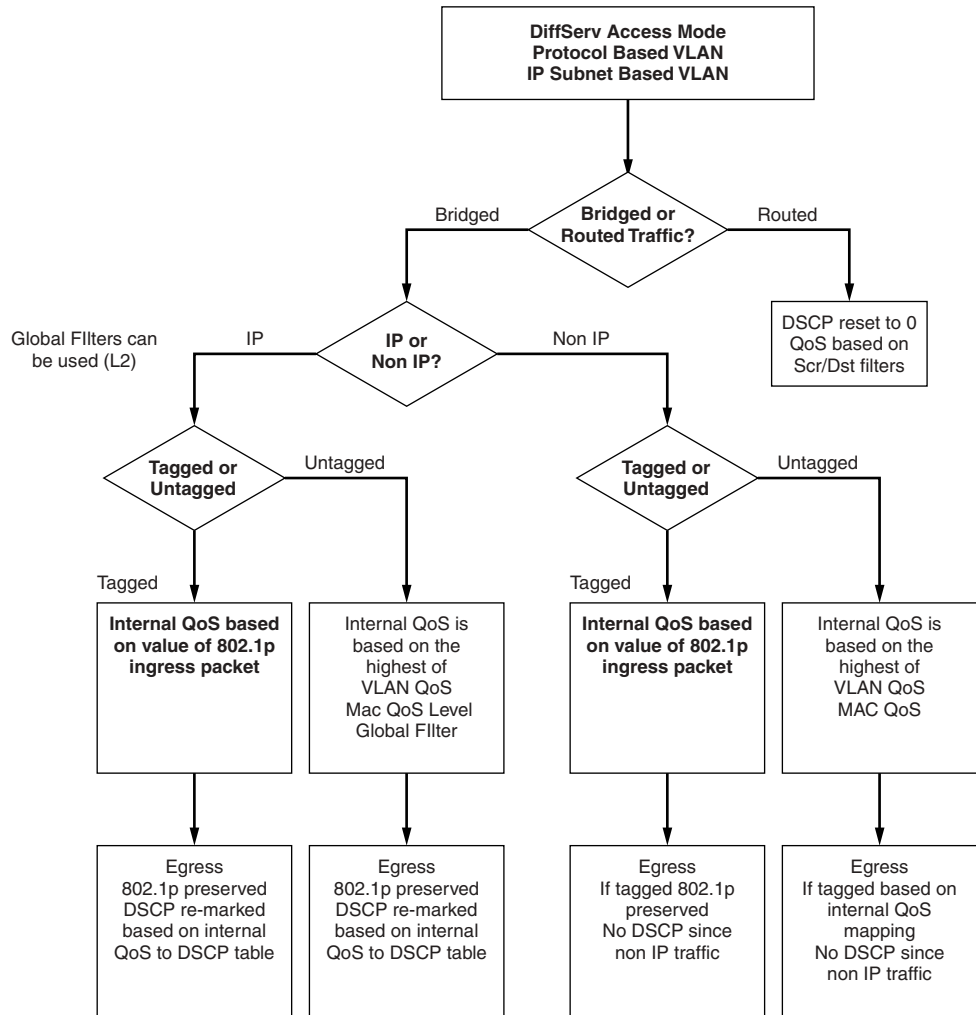 DiffServ Access Mode
Protocol Based VLAN
IP Subnet Based VLAN
Bridged
Bridged or
Routed Traffic?
Routed
Global FIlters can
be used (L2)
IP
IP or
Non IP?
Non IP
DSCP reset to 0
QoS based on
Scr/Dst filters
Tagged or
Untagged
Untagged
Tagged or
Untagged
Untagged
Tagged
Tagged
Internal QoS based
on value of 802.1p
ingress packet
Internal QoS is
based on the
highest of
VLAN QoS
Mac QoS Level
Global FIlter
Internal QoS based
on value of 802.1p
ingress packet
Internal QoS is
based on the
highest of
VLAN QoS
MAC QoS
Egress
802.1p preserved
DSCP re-marked
based on internal
QoS to DSCP table
Egress
802.1p preserved
DSCP re-marked
based on internal
QoS to DSCP table
Egress
If tagged 802.1p
preserved
No DSCP since
non IP traffic
Egress
If tagged based on
internal QoS
mapping
No DSCP since
non IP traffic